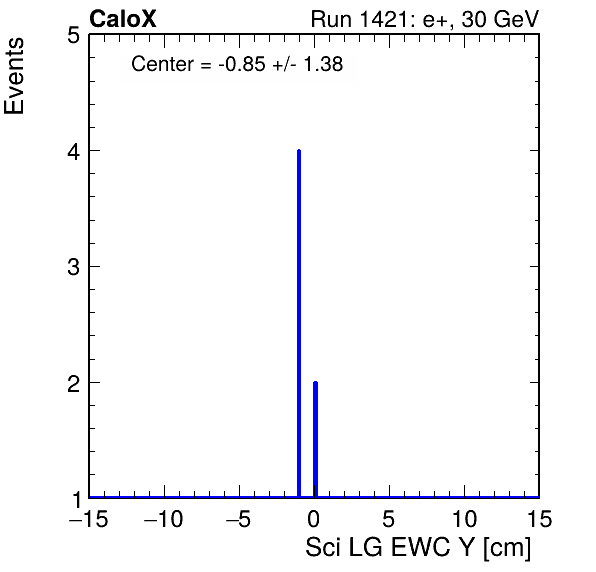 CaloX Run 1421: e+, 30 GeV
Events
Center = -0.85 +/- 1.38
5
4
3
2
1
−15 −10 −5 0 5 10 15
Sci LG EWC Y [cm]